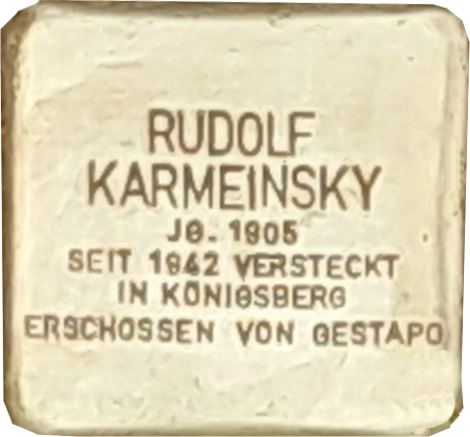 RUDOLF
KARMEINSKY
JG. 1905
SEIT 1942 VERSTECKT
IN KÖNIGSBERG
ERSCHOSSEN VON GESTAPO